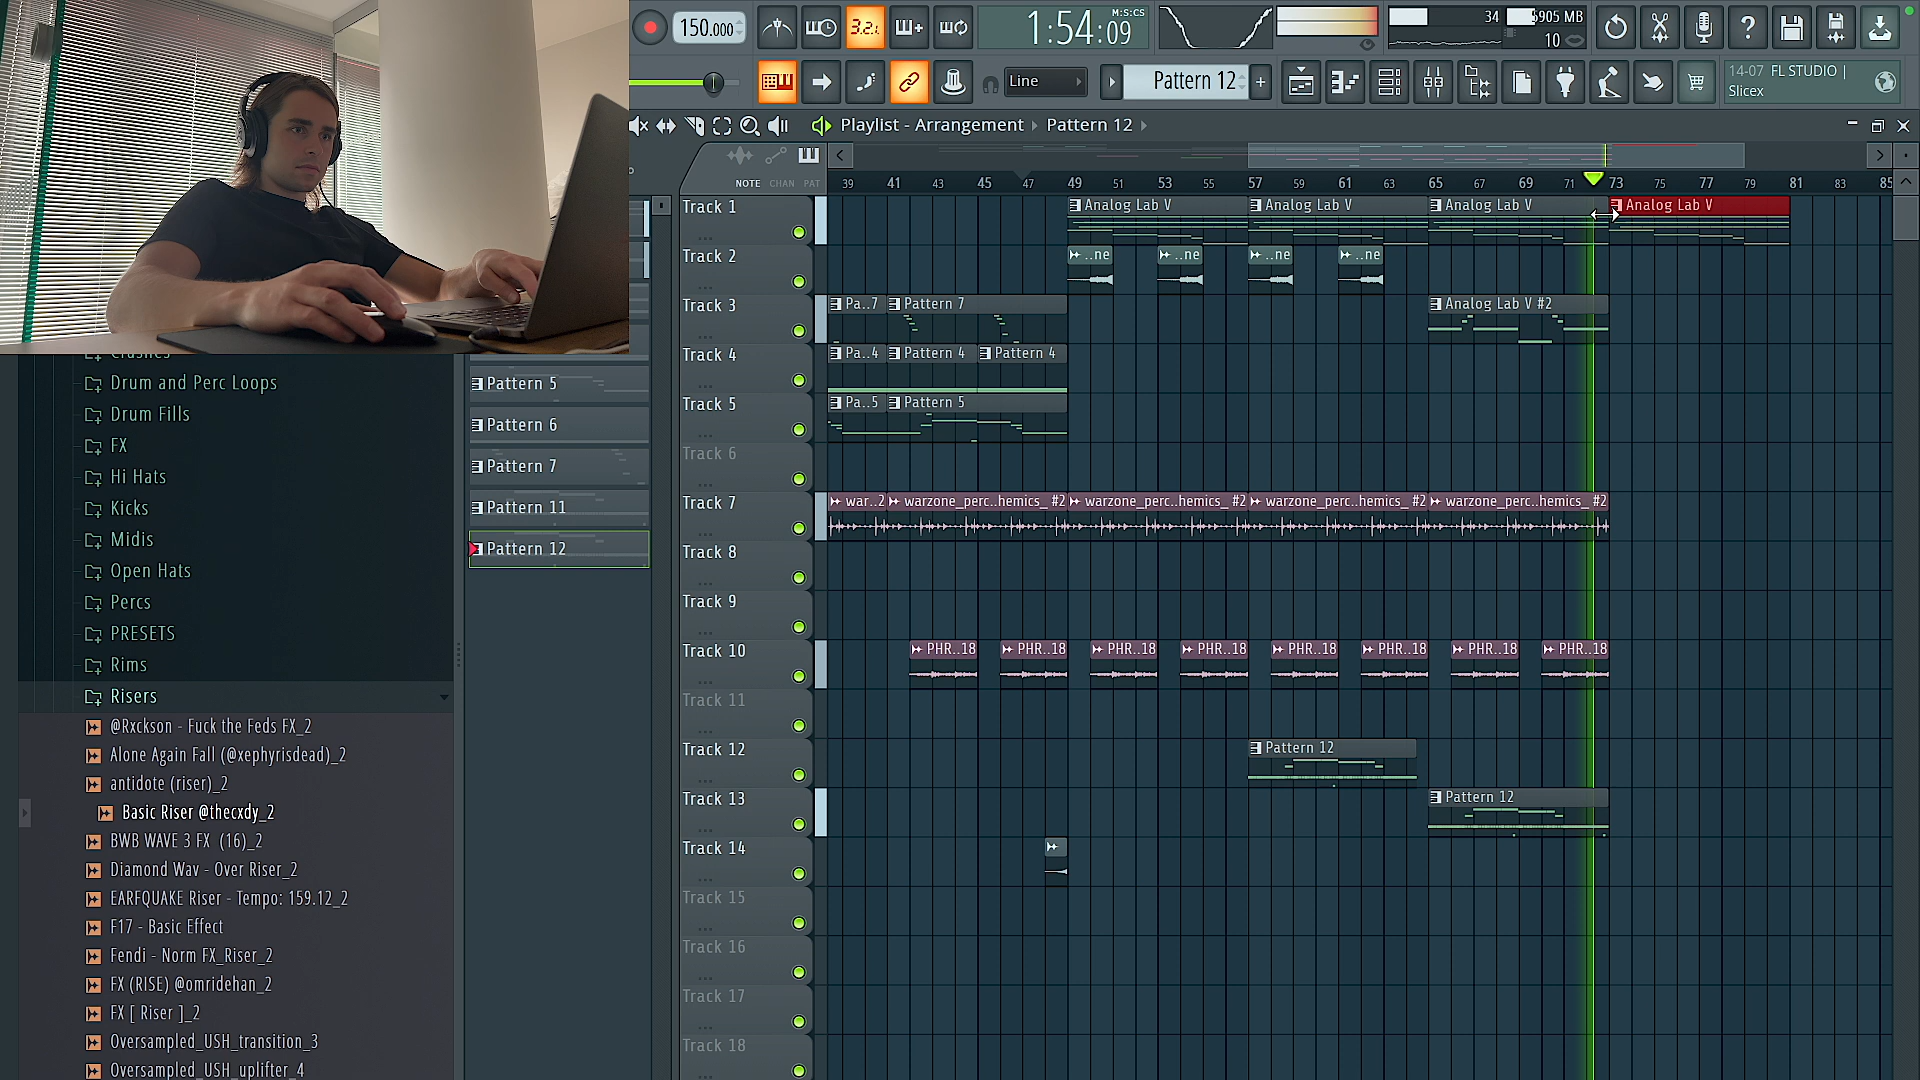 150.000
3.2.1
M:S:CS
1:54:09
34
5905 MB
10
Line
Pattern 12
+
14-07 FL STUDIO |
Slicex
Playlist - Arrangement › Pattern 12 ›
NOTE CHAN PAT
39 41 43 45 47 49 51 53 55 57 59 61 63 65 67 69 71 73 75 77 79 81 83 85
Track 1
Analog Lab V
Analog Lab V
Analog Lab V
Analog Lab V
Track 2
..ne
..ne
..ne
..ne
Track 3
Pa..7
Pattern 7
Analog Lab V #2
Track 4
Pa..4
Pattern 4
Pattern 4
Track 5
Pa..5
Pattern 5
Track 6
Track 7
war..2
warzone_perc..hemics_ #2
warzone_perc..hemics_ #2
warzone_perc..hemics_ #2
warzone_perc..hemics_ #2
Track 8
Track 9
Track 10
PHR..18
PHR..18
PHR..18
PHR..18
PHR..18
PHR..18
PHR..18
PHR..18
Track 11
Track 12
Pattern 12
Track 13
Pattern 12
Track 14
Track 15
Track 16
Track 17
Track 18
Pattern 5
Pattern 6
Pattern 7
Pattern 11
Pattern 12
Crashes
Drum and Perc Loops
Drum Fills
FX
Hi Hats
Kicks
Midis
Open Hats
Percs
PRESETS
Rims
Risers
@Rxckson - Fuck the Feds FX_2
Alone Again Fall (@xephyrisdead)_2
antidote (riser)_2
Basic Riser @thecxdy_2
BWB WAVE 3 FX (16)_2
Diamond Wav - Over Riser_2
EARFQUAKE Riser - Tempo: 159.12_2
F17 - Basic Effect
Fendi - Norm FX_Riser_2
FX (RISE) @omridehan_2
FX [ Riser ]_2
Oversampled_USH_transition_3
Oversampled_USH_uplifter_4